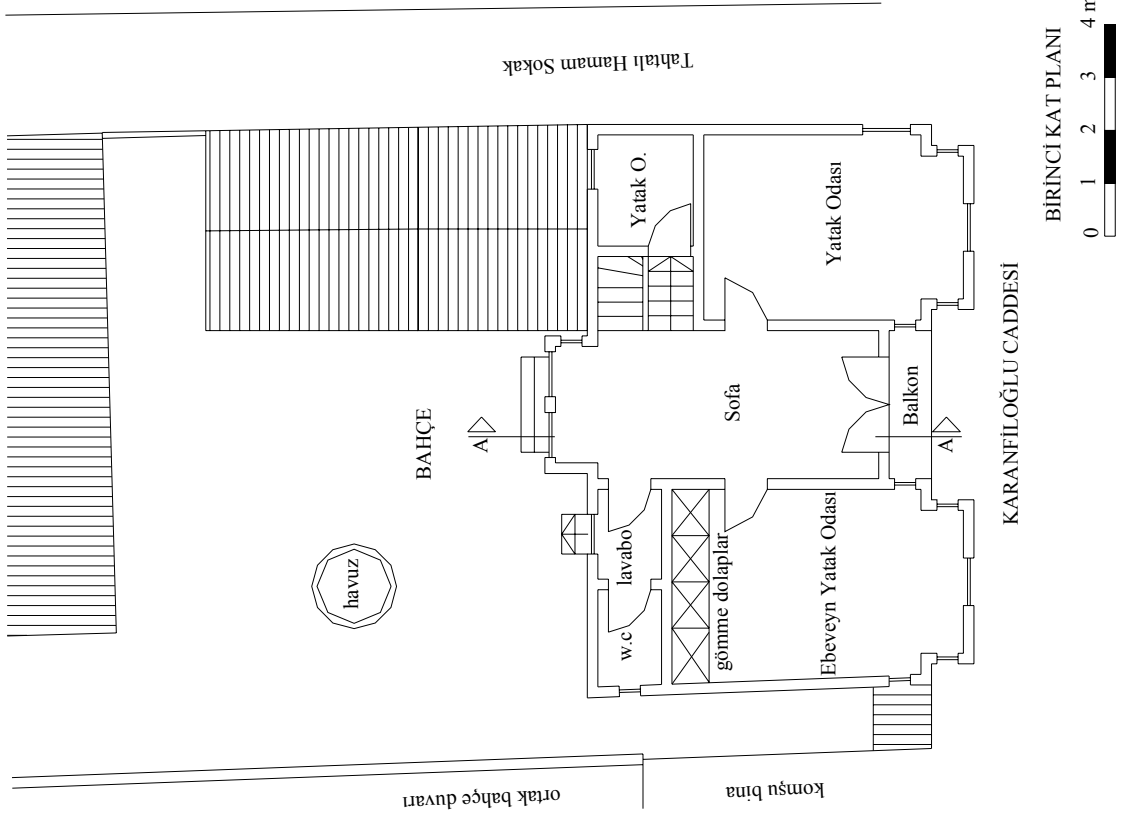 Tahtalı Hamam Sokak
BAHÇE
A
havuz
Yatak O.
Yatak Odası
Sofa
Balkon
A
lavabo
w.c
gömme dolaplar
Ebeveyn Yatak Odası
ortak bahçe duvarı
komşu bina
KARANFİLOĞLU CADDESİ
BİRİNCİ KAT PLANI
0 1 2 3 4 m